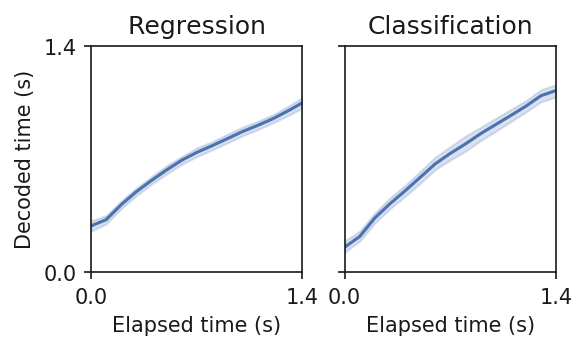 Regression
Classification
1.4
Decoded time (s)
0.0
0.0
1.4
0.0
1.4
Elapsed time (s)
Elapsed time (s)